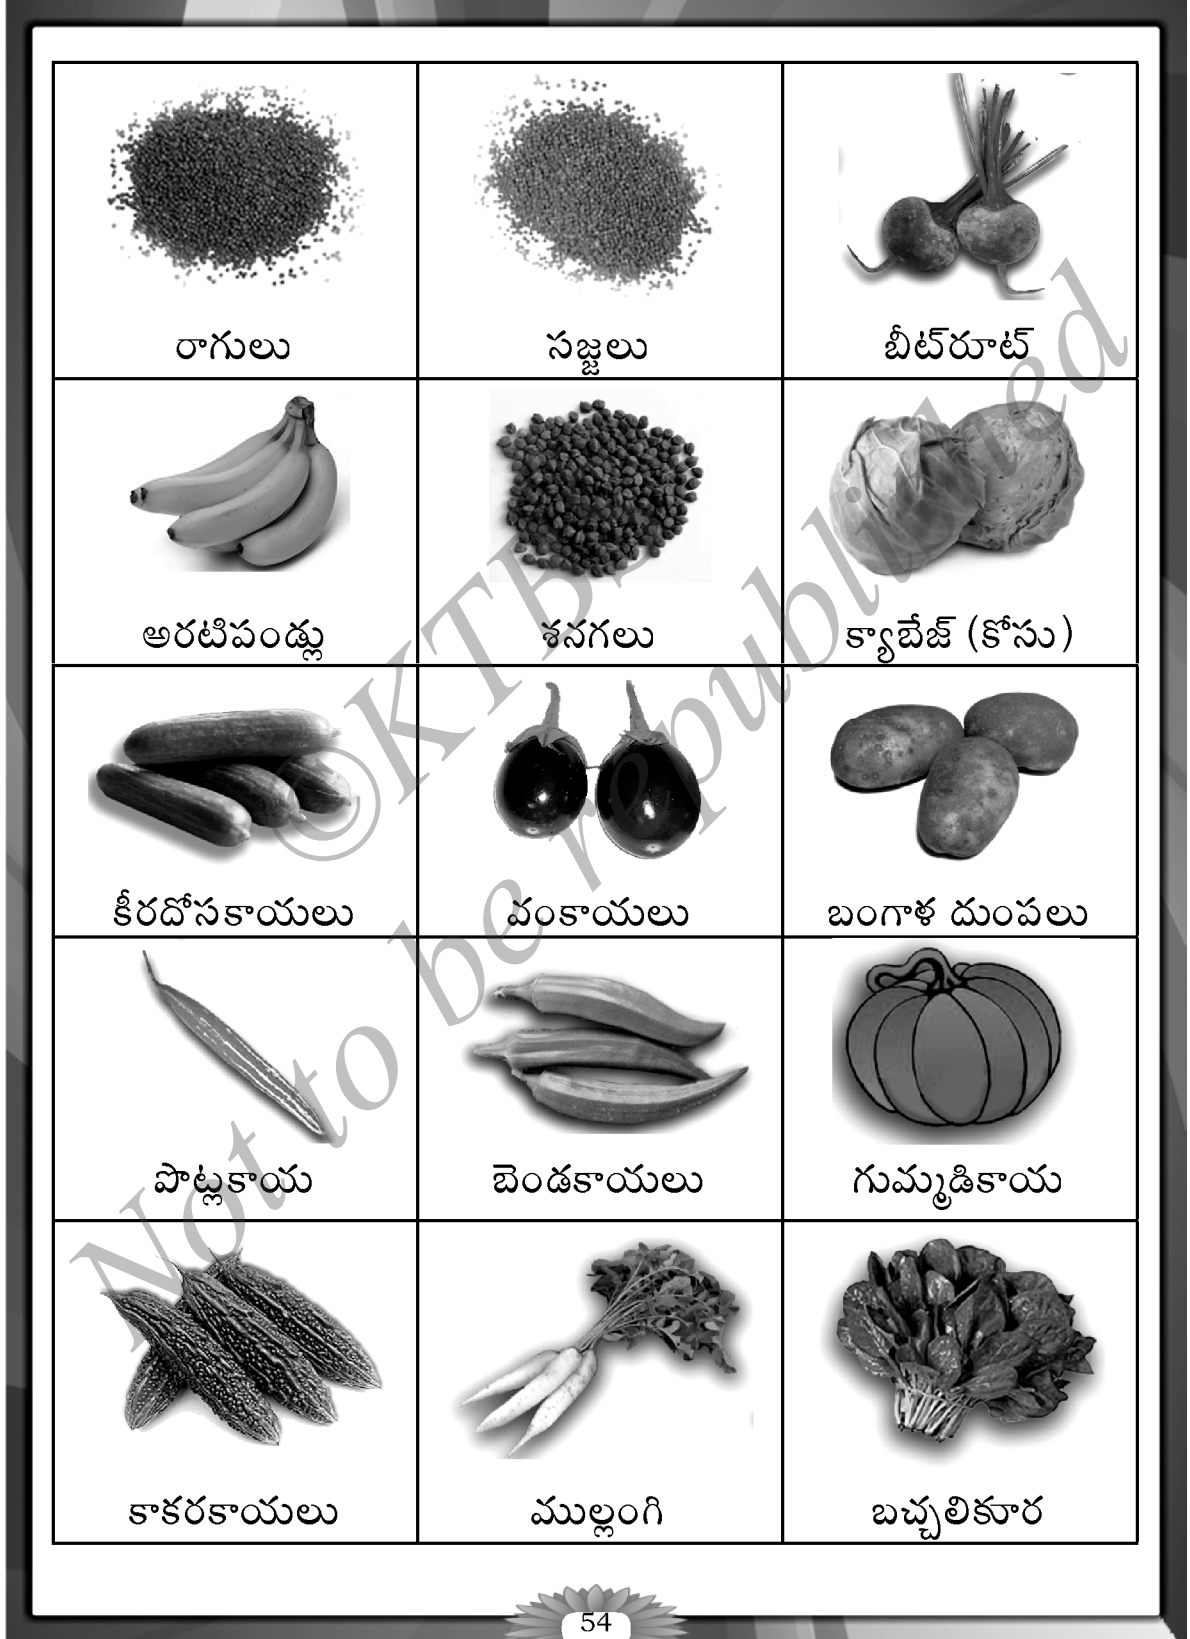 రాగులు
సజ్జలు
బీట్‌రూట్
అరటిపండ్లు
శనగలు
క్యాబేజ్ (కోసు)
కీరదోసకాయలు
వంకాయలు
బంగాళ దుంపలు
పొట్లకాయ
బెండకాయలు
గుమ్మడికాయ
కాకరకాయలు
ముల్లంగి
బచ్చలికూర
©KTBS
Not to be republished
54